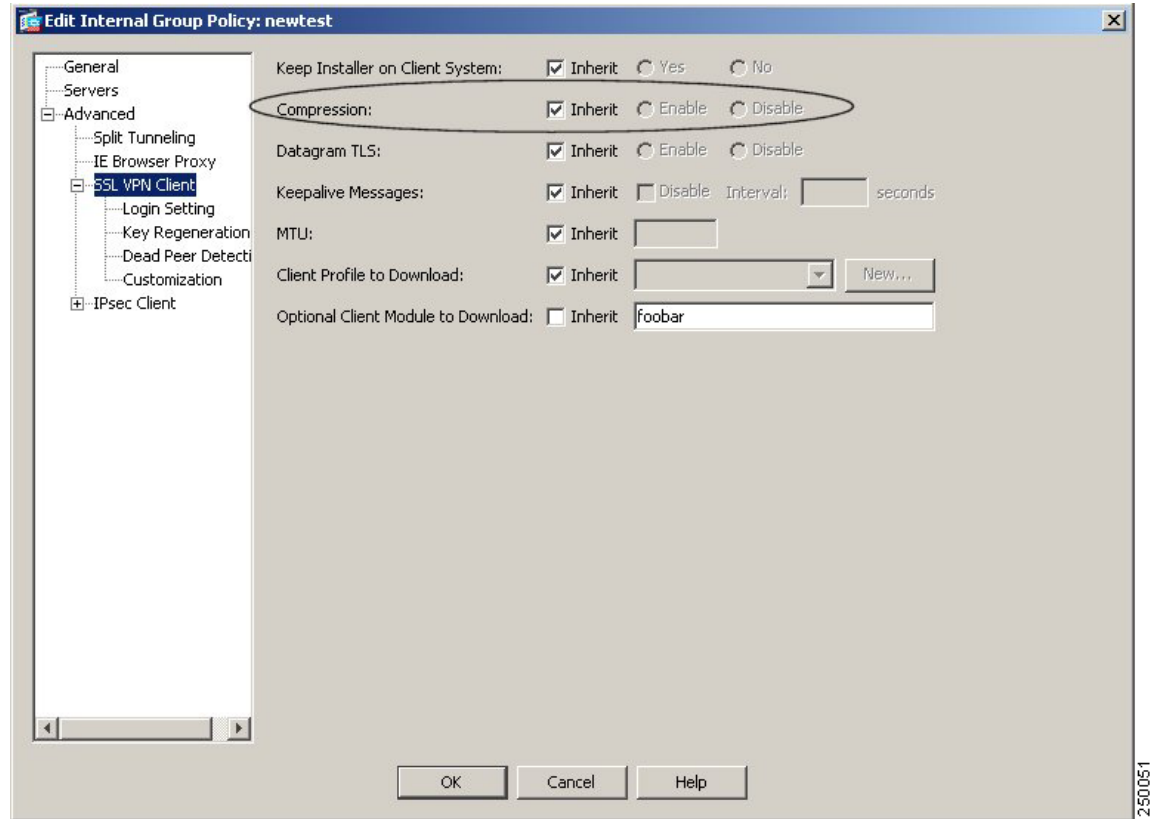 Edit Internal Group Policy: newtest
General
Servers
Advanced
Split Tunneling
IE Browser Proxy
SSL VPN Client
Login Setting
Key Regeneration
Dead Peer Detecti
Customization
IPsec Client
Keep Installer on Client System: Inherit Yes No
Compression: Inherit Enable Disable
Datagram TLS: Inherit Enable Disable
Keepalive Messages: Inherit Disable Interval: seconds
MTU: Inherit
Client Profile to Download: Inherit New...
Optional Client Module to Download: Inherit foobar
OK Cancel Help
250051